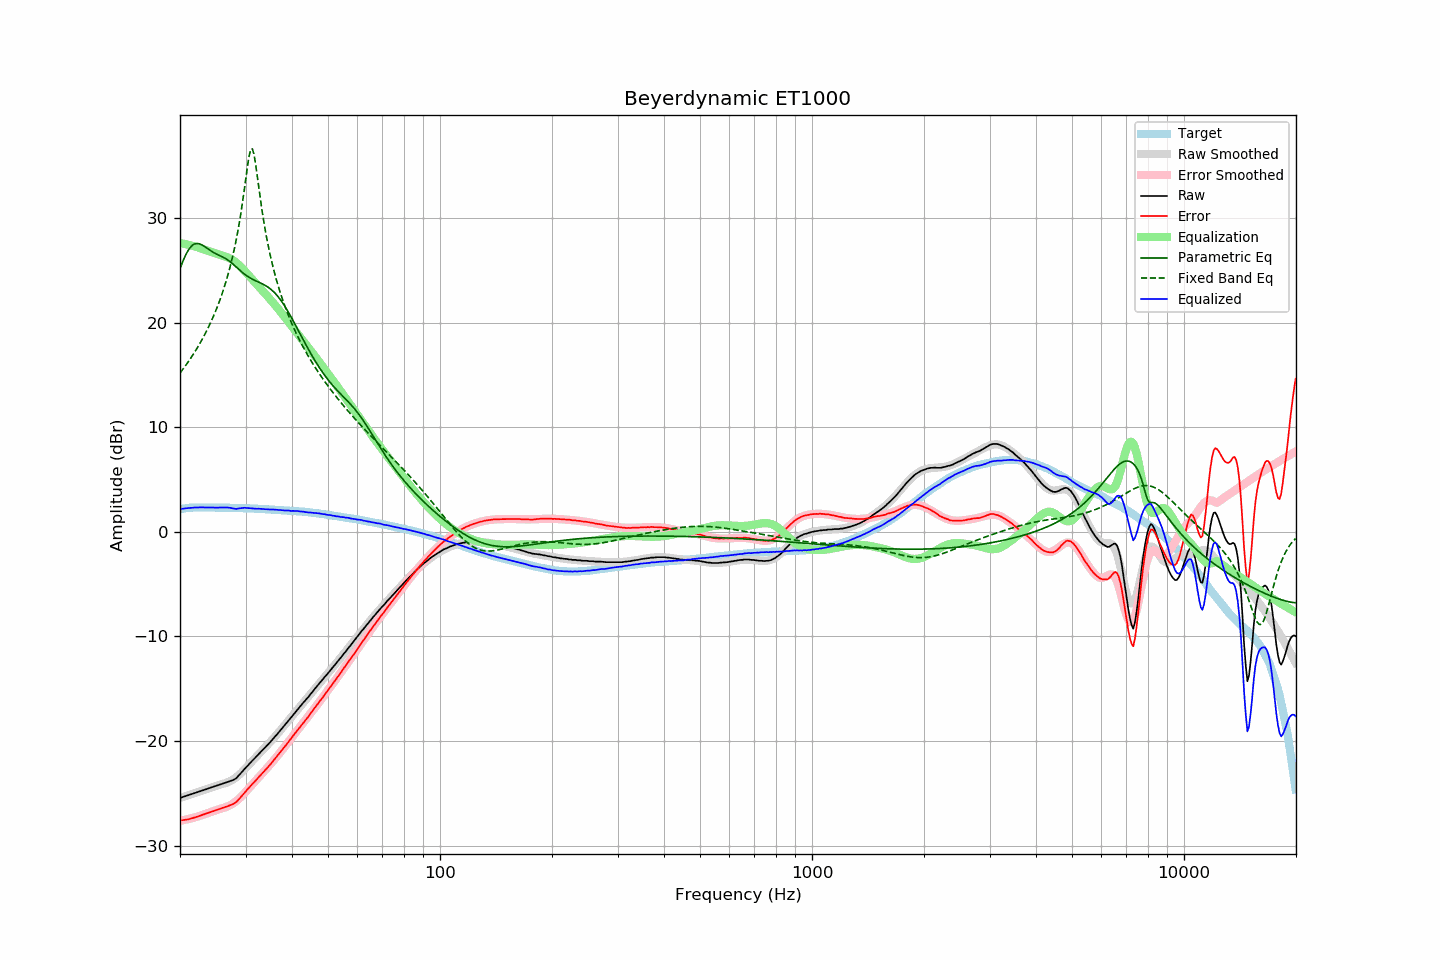 Beyerdynamic ET1000
Target
Raw Smoothed
Error Smoothed
Raw
Error
Equalization
Parametric Eq
Fixed Band Eq
Equalized
Amplitude (dBr)
30
20
10
0
−10
−20
−30
100
1000
10000
Frequency (Hz)